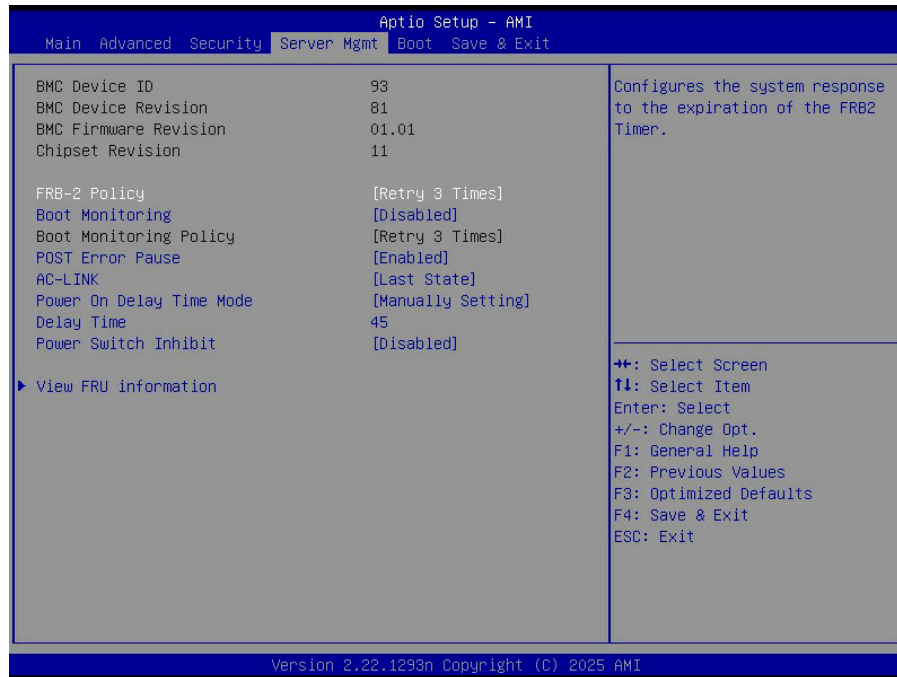 Aptio Setup – AMI
Main Advanced Security Server Mgmt Boot Save & Exit
BMC Device ID 93
BMC Device Revision 81
BMC Firmware Revision 01.01
Chipset Revision 11
FRB-2 Policy [Retry 3 Times]
Boot Monitoring [Disabled]
Boot Monitoring Policy [Retry 3 Times]
POST Error Pause [Enabled]
AC-LINK [Last State]
Power On Delay Time Mode [Manually Setting]
Delay Time 45
Power Switch Inhibit [Disabled]
▶ View FRU information
Configures the system response
to the expiration of the FRB2
Timer.
→←: Select Screen
↑↓: Select Item
Enter: Select
+/-: Change Opt.
F1: General Help
F2: Previous Values
F3: Optimized Defaults
F4: Save & Exit
ESC: Exit
Version 2.22.1293n Copyright (C) 2025 AMI